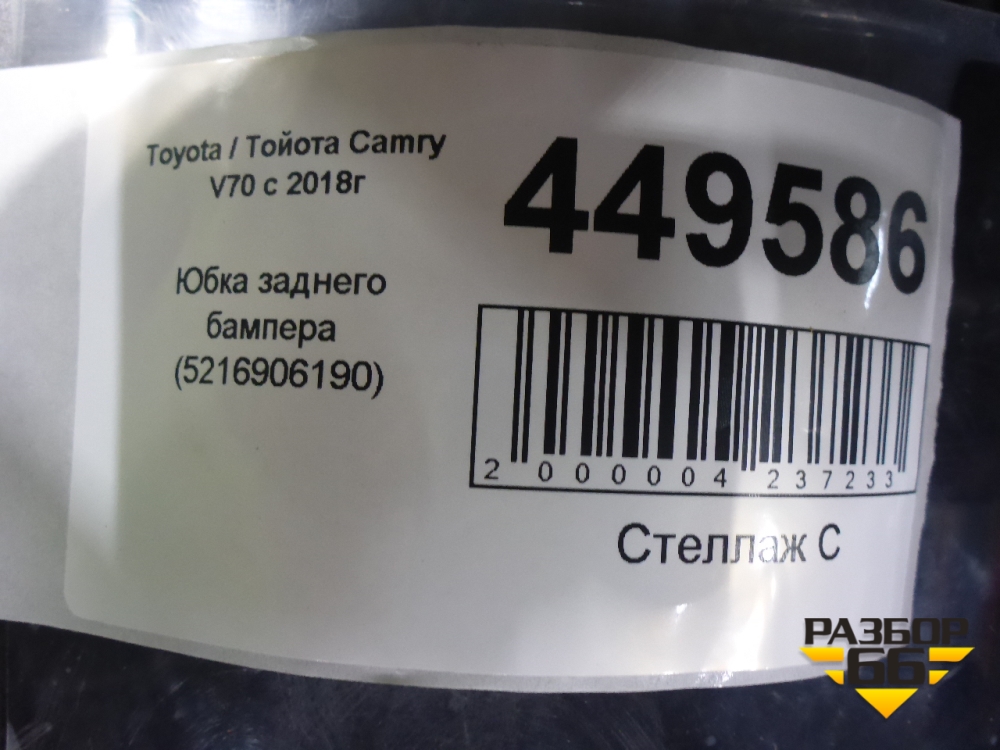 Toyota / Тойота Camry
V70 с 2018г
Юбка заднего
бампера
(5216906190)
449586
2 000004 237233
Стеллаж С
РАЗБОР
66